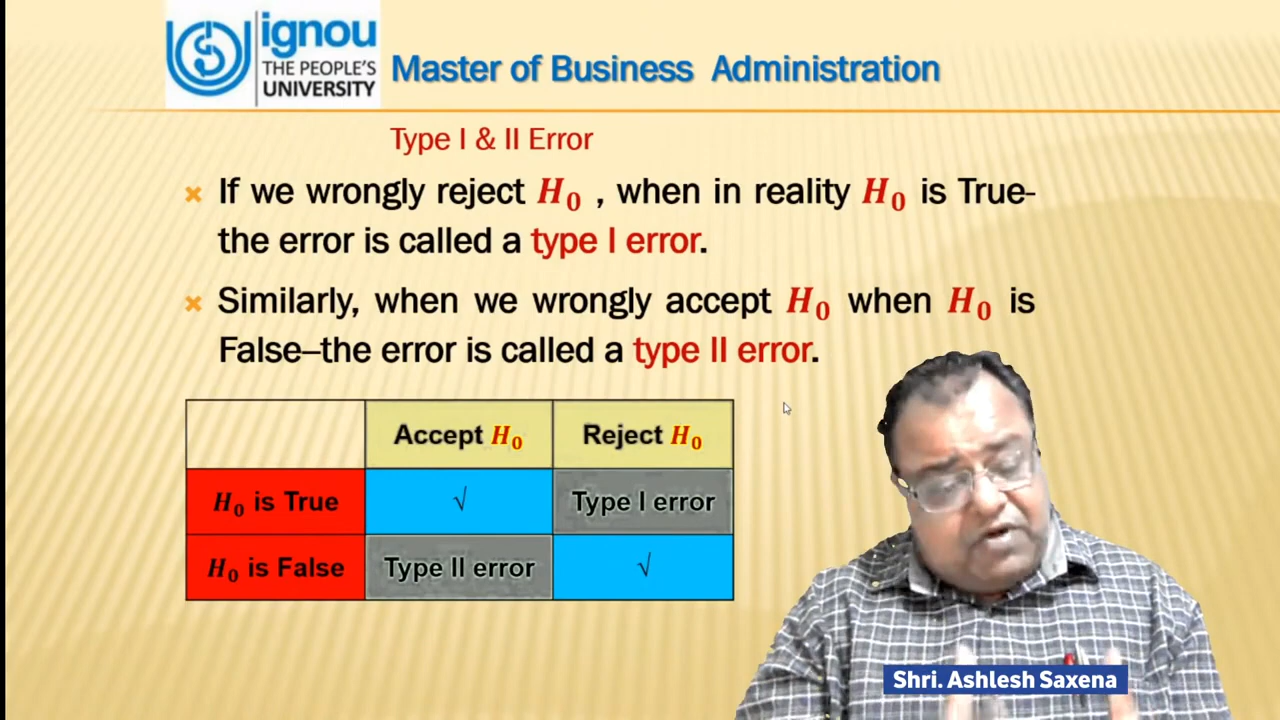 ignou
THE PEOPLE'S
UNIVERSITY
Master of Business Administration
Type I & II Error
If we wrongly reject H₀ , when in reality H₀ is True-
the error is called a type I error.
Similarly, when we wrongly accept H₀ when H₀ is
False–the error is called a type II error.
Accept H₀ Reject H₀
H₀ is True √ Type I error
H₀ is False Type II error √
Shri. Ashlesh Saxena